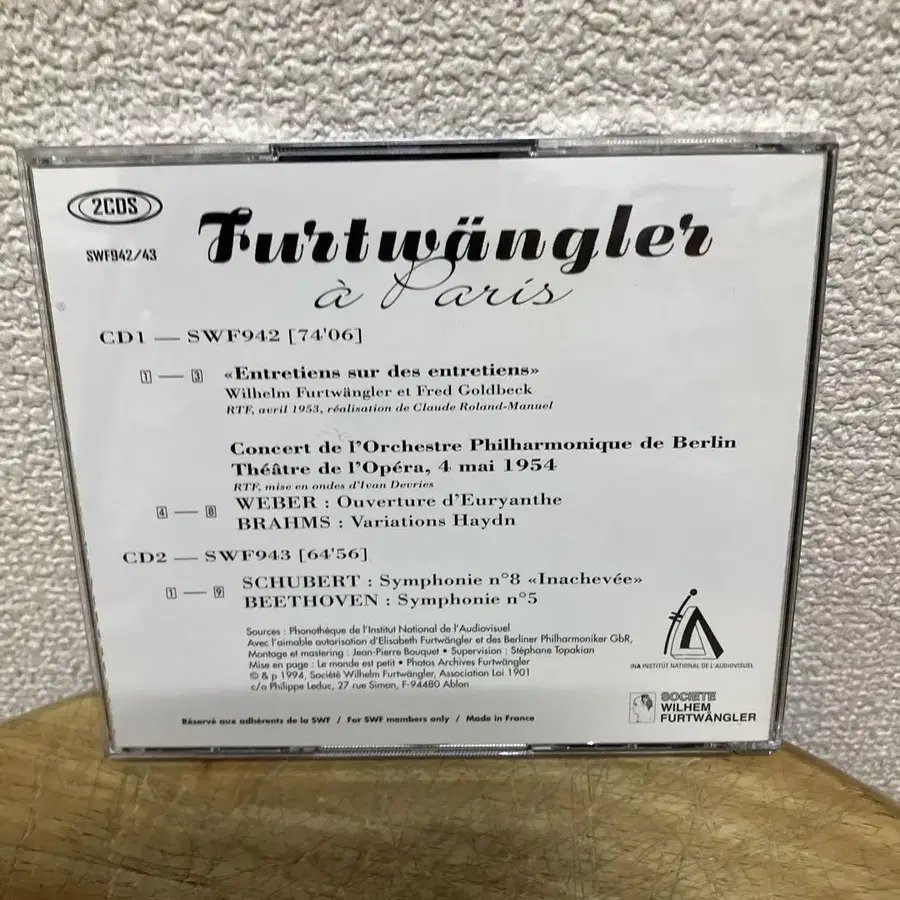 2CDS
SWF942/43
Furtwängler
à Paris
CD1 — SWF942 [74'06]
1 — 3 «Entretiens sur des entretiens»
Wilhelm Furtwängler et Fred Goldbeck
RTF, avril 1953, réalisation de Claude Roland-Manuel
Concert de l'Orchestre Philharmonique de Berlin
Théâtre de l'Opéra, 4 mai 1954
RTF, mise en ondes d'Ivan Devries
4 — 8 WEBER : Ouverture d'Euryanthe
BRAHMS : Variations Haydn
CD2 — SWF943 [64'56]
1 — 9 SCHUBERT : Symphonie n°8 «Inachevée»
BEETHOVEN : Symphonie n°5
Sources : Phonothèque de l'Institut National de l'Audiovisuel
Avec l'aimable autorisation d'Elisabeth Furtwängler et des Berliner Philharmoniker GbR,
Montage et mastering : Jean-Pierre Bouquet • Supervision : Stéphane Topakian
Mise en page : Le monde est petit • Photos Archives Furtwängler
© & p 1994, Société Wilhelm Furtwängler, Association Loi 1901
c/o Philippe Leduc, 27 rue Simon, F-94480 Ablon
INA INSTITUT NATIONAL DE L'AUDIOVISUEL
SOCIETE
WILHEM
FURTWÄNGLER
Réservé aux adhérents de la SWF / For SWF members only / Made in France